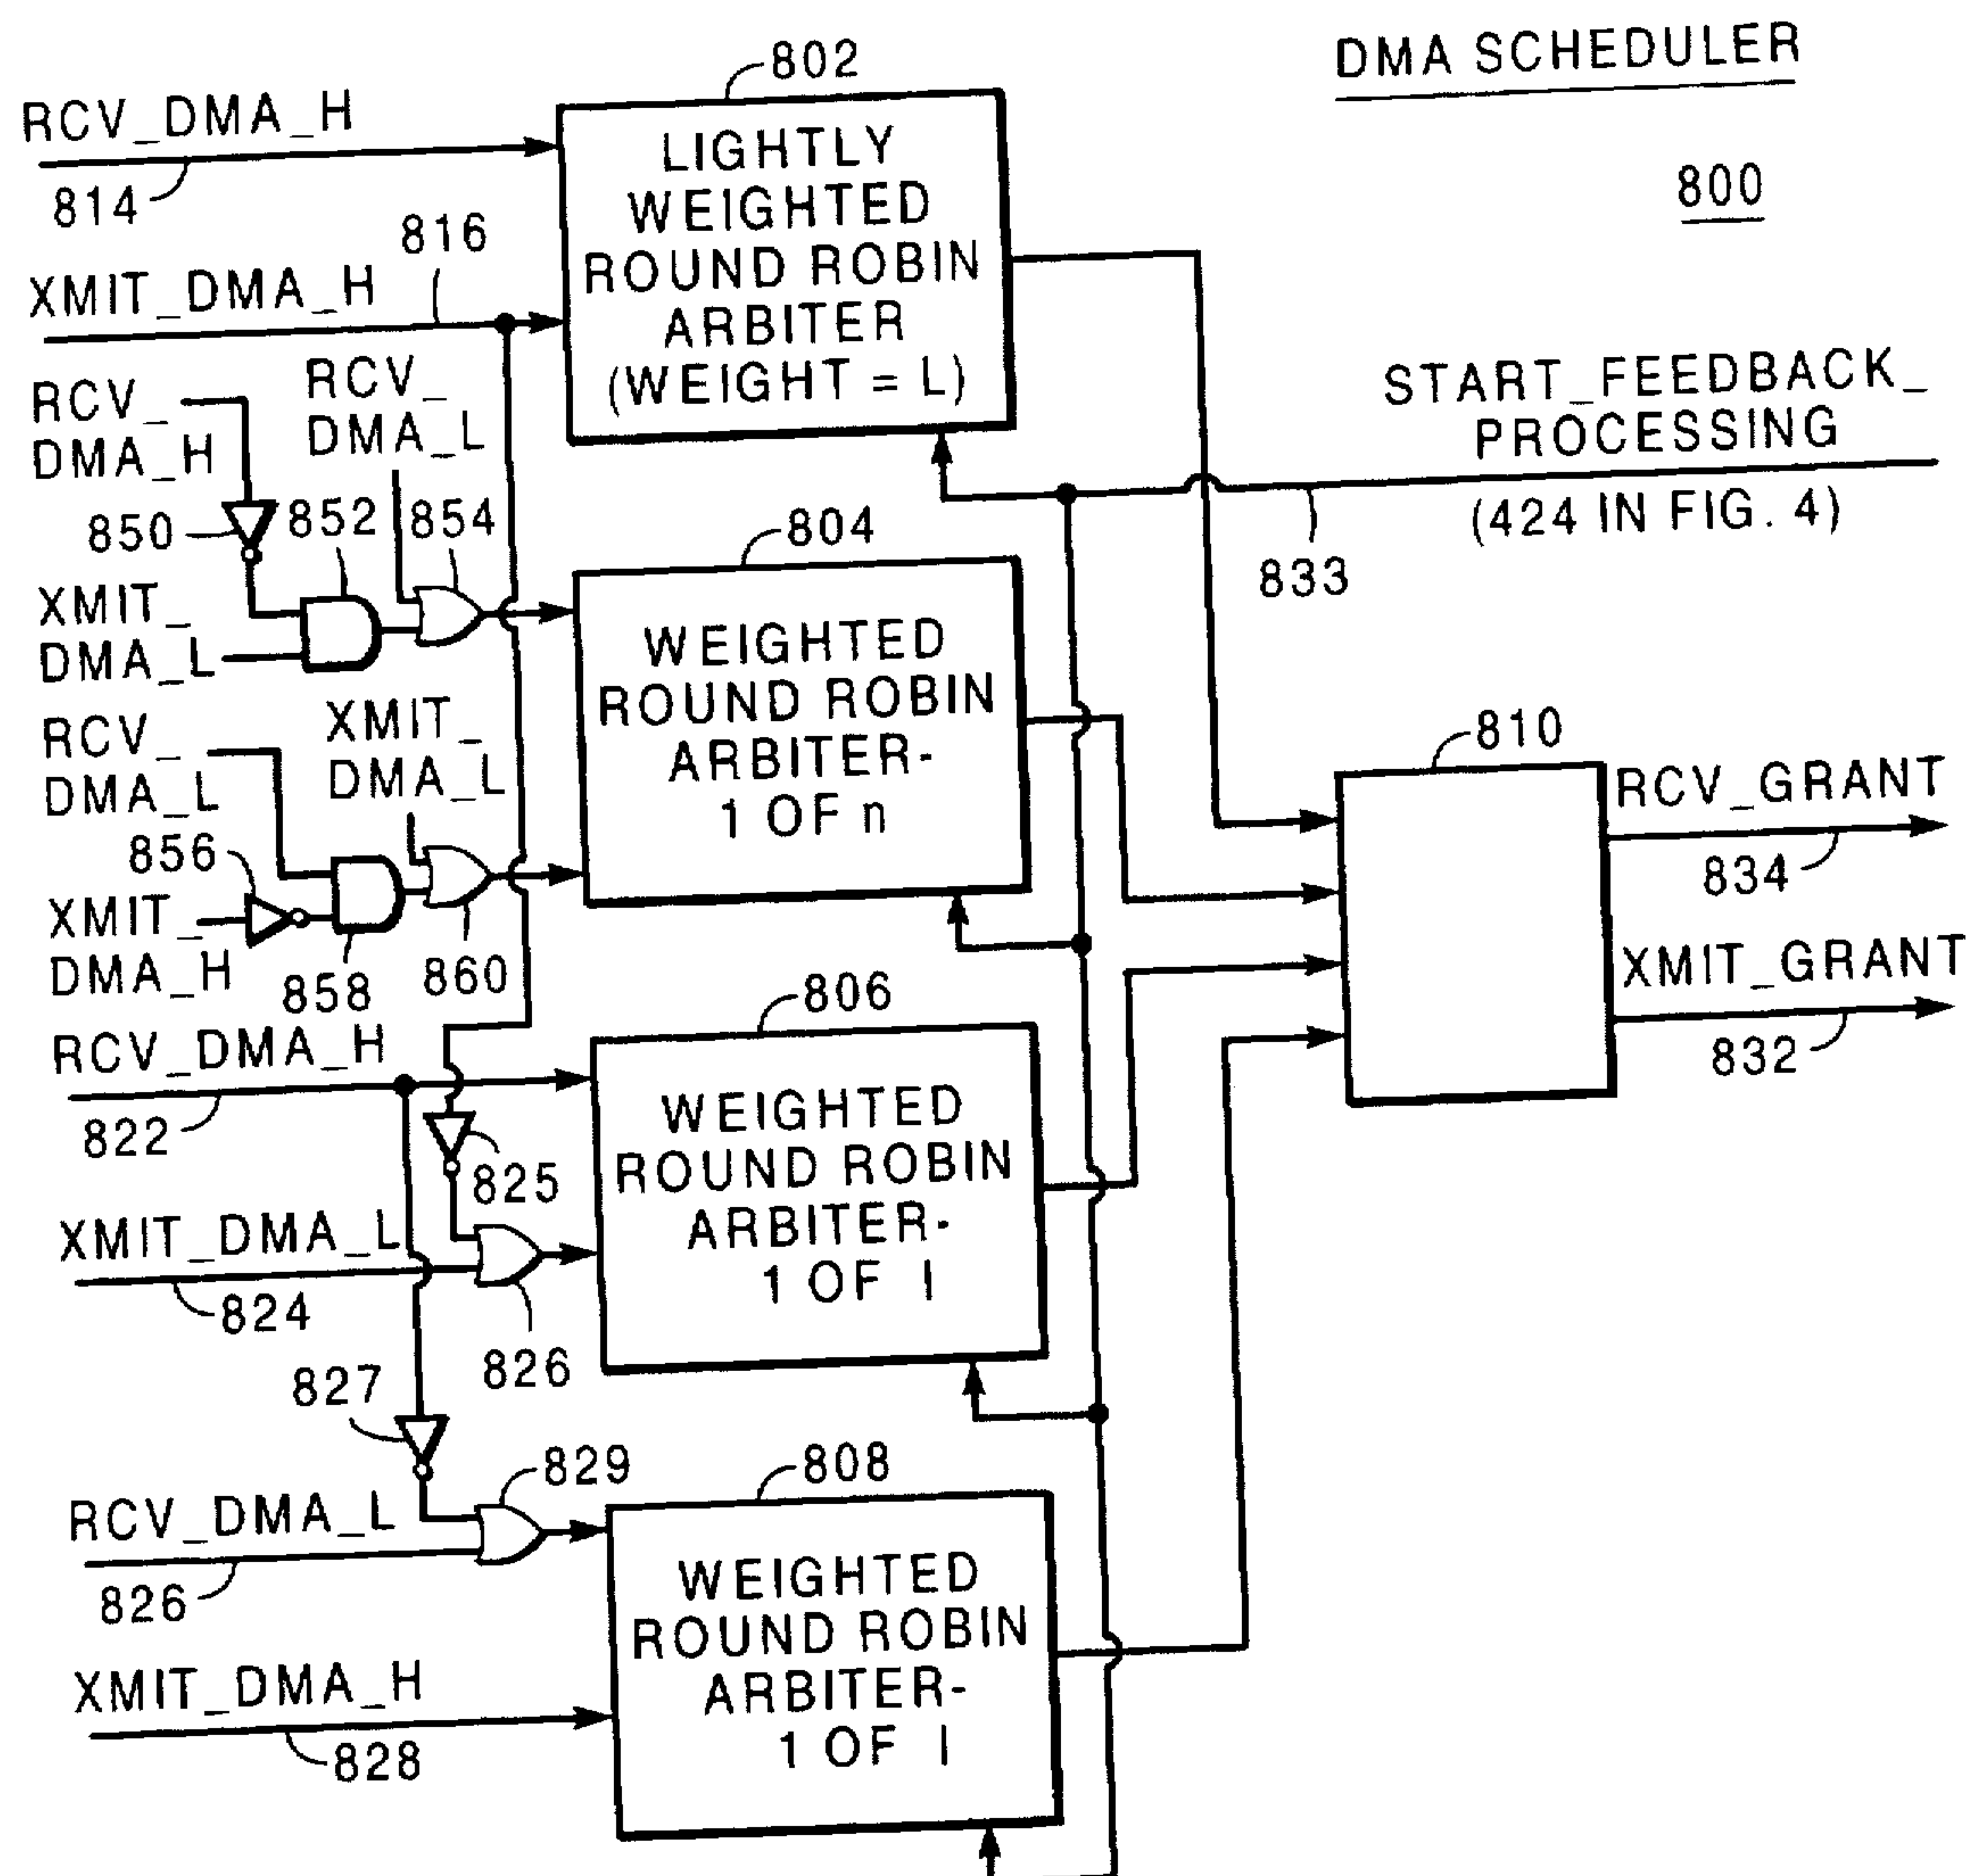 DMA SCHEDULER
800
802
RCV_DMA_H
814
816
XMIT_DMA_H
LIGHTLY
WEIGHTED
ROUND ROBIN
ARBITER
(WEIGHT = L)
START_FEEDBACK_
PROCESSING
(424 IN FIG. 4)
833
RCV_
DMA_H
RCV_
DMA_L
850
852
854
XMIT_
DMA_L
804
WEIGHTED
ROUND ROBIN
ARBITER-
1 OF n
RCV_
DMA_L
XMIT_
DMA_L
856
XMIT_
DMA_H
858
860
810
RCV_GRANT
834
XMIT_GRANT
832
806
RCV_DMA_H
822
825
WEIGHTED
ROUND ROBIN
ARBITER-
1 OF I
XMIT_DMA_L
824
826
827
829
808
RCV_DMA_L
826
WEIGHTED
ROUND ROBIN
ARBITER-
1 OF I
XMIT_DMA_H
828